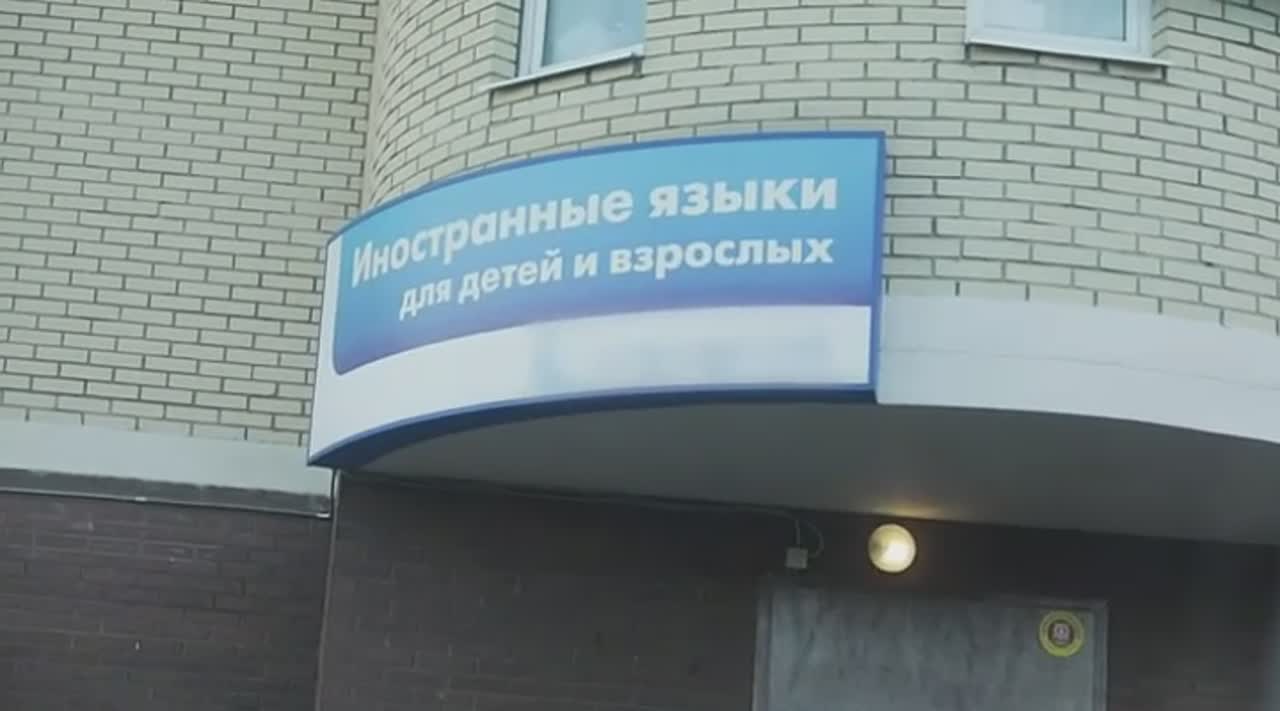 Иностранные языки
для детей и взрослых